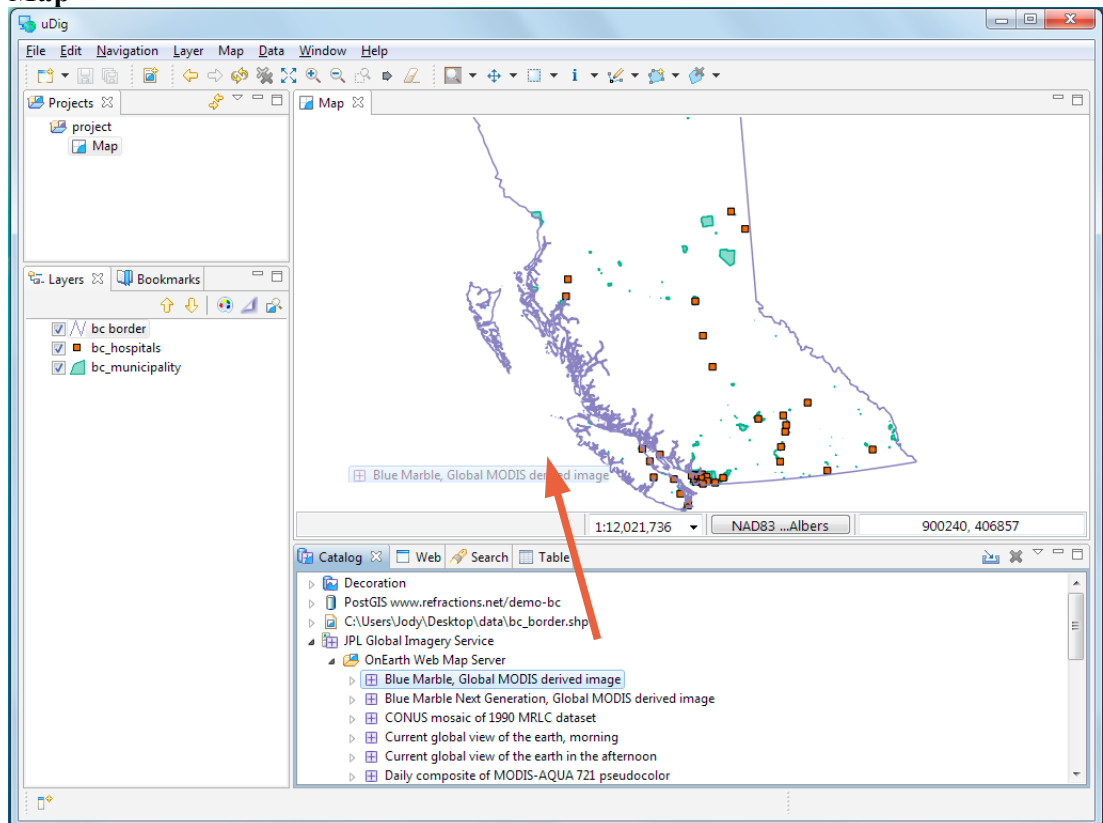 Map
uDig
File Edit Navigation Layer Map Data Window Help
Projects
Map
project
Map
Layers Bookmarks
bc border
bc_hospitals
bc_municipality
Blue Marble, Global MODIS derived image
1:12,021,736 NAD83 ...Albers 900240, 406857
Catalog Web Search Table
Decoration
PostGIS www.refractions.net/demo-bc
C:\Users\Jody\Desktop\data\bc_border.shp
JPL Global Imagery Service
OnEarth Web Map Server
Blue Marble, Global MODIS derived image
Blue Marble Next Generation, Global MODIS derived image
CONUS mosaic of 1990 MRLC dataset
Current global view of the earth, morning
Current global view of the earth in the afternoon
Daily composite of MODIS-AQUA 721 pseudocolor